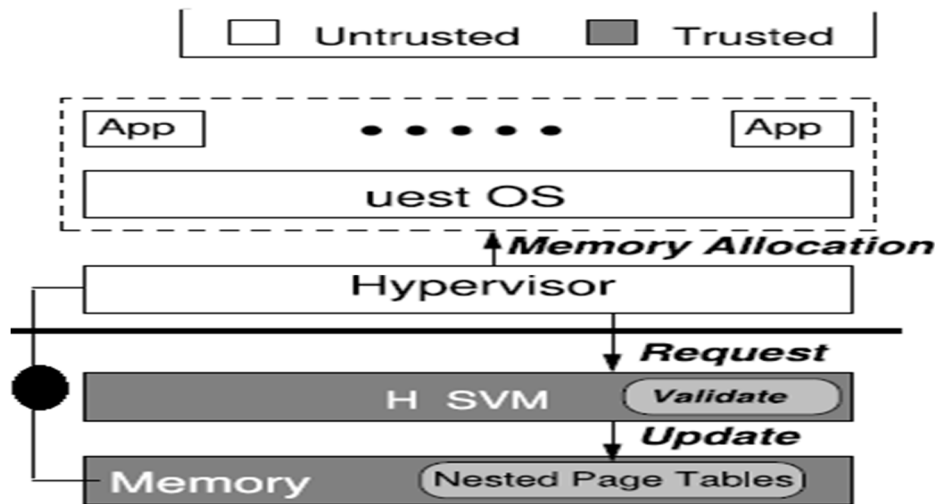 Untrusted Trusted
App App
uest OS
Memory Allocation
Hypervisor
Request
H SVM Validate
Update
Memory Nested Page Tables